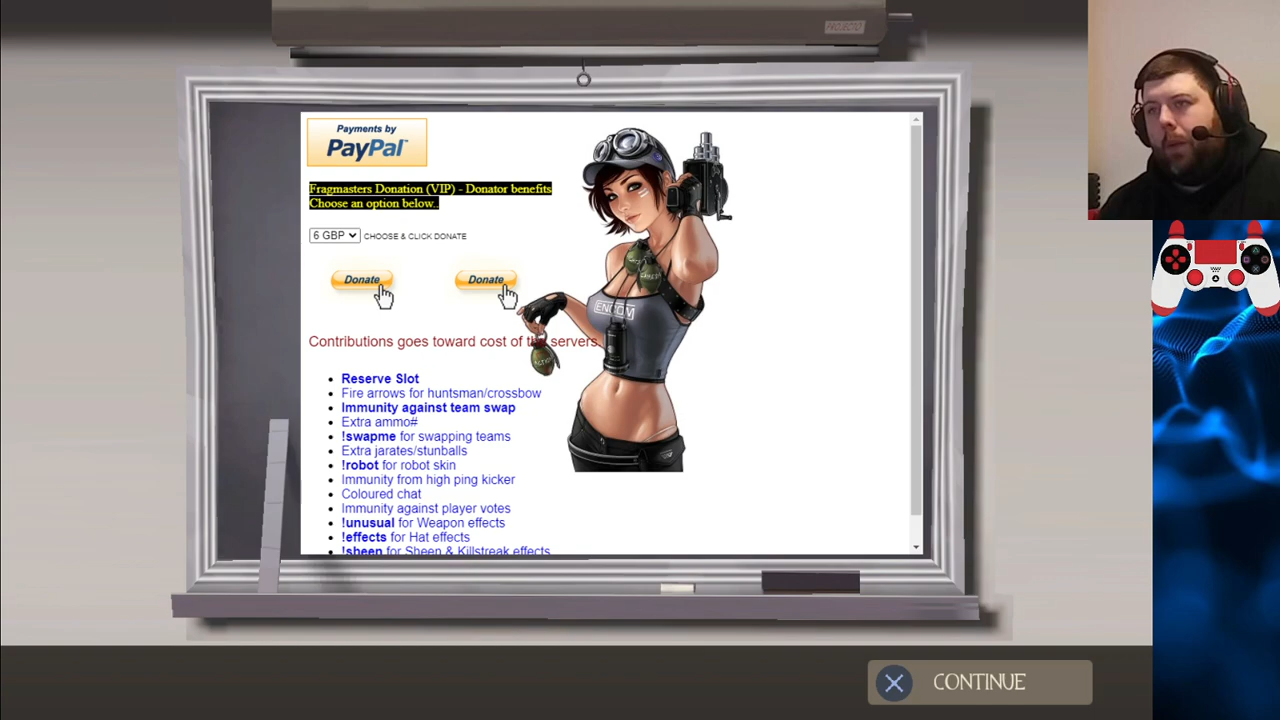 Payments by
PayPal™
Fragmasters Donation (VIP) - Donator benefits
Choose an option below..
6 GBP CHOOSE & CLICK DONATE
Donate Donate
ENCOM
Contributions goes toward cost of the servers.
Reserve Slot
Fire arrows for huntsman/crossbow
Immunity against team swap
Extra ammo#
!swapme for swapping teams
Extra jarates/stunballs
!robot for robot skin
Immunity from high ping kicker
Coloured chat
Immunity against player votes
!unusual for Weapon effects
!effects for Hat effects
!sheen for Sheen & Killstreak effects
CONTINUE